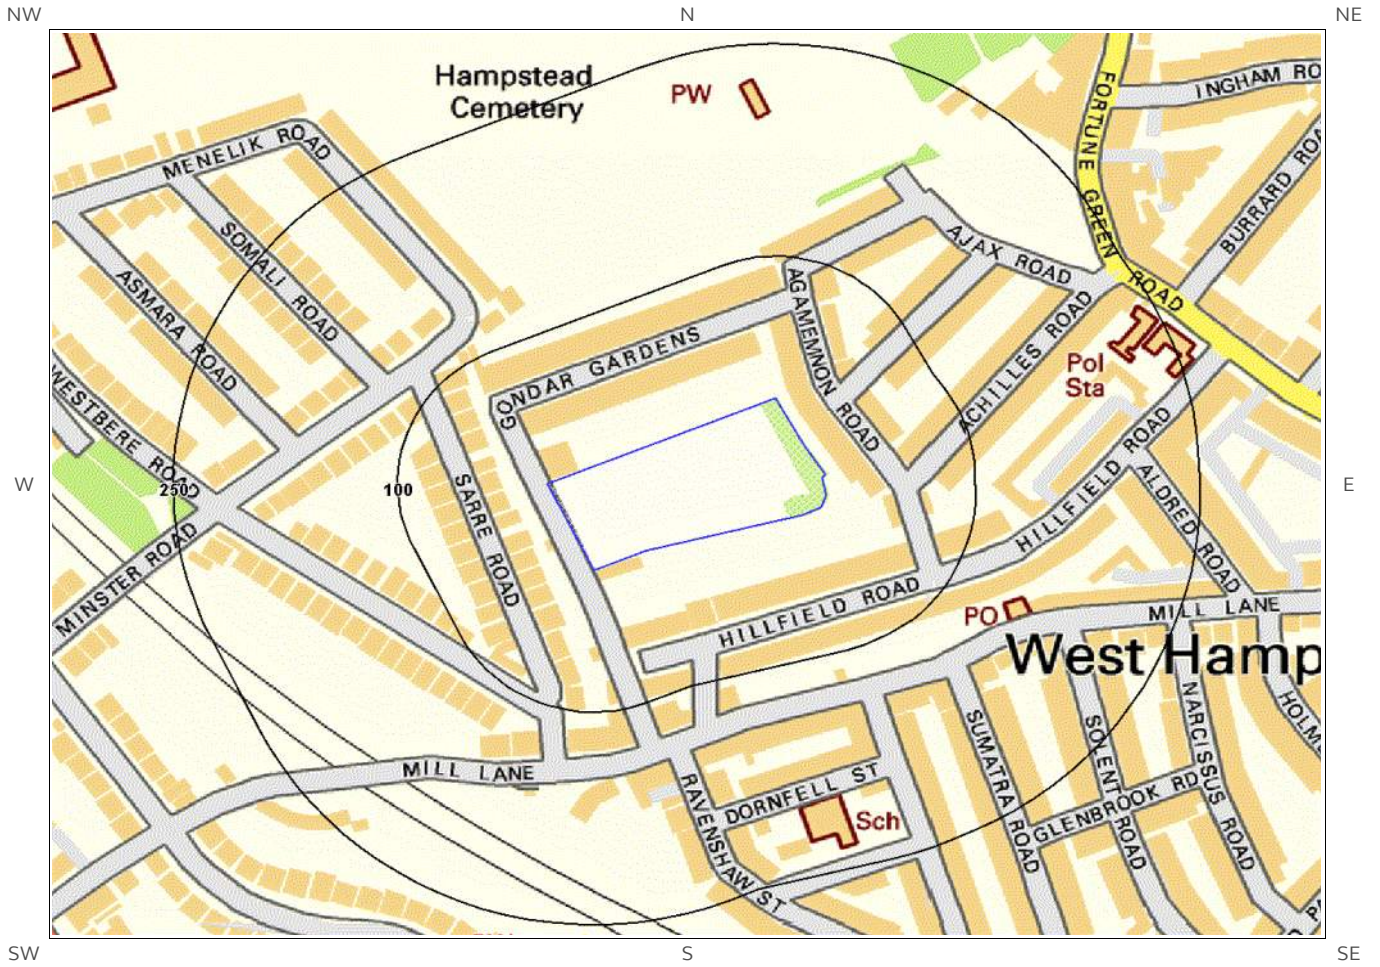 NW
N
NE
Hampstead
Cemetery
PW
FORTUNE GREEN ROAD
INGHAM RO
MENELIK ROAD
BURRARD ROA
SOMALI ROAD
AJAX ROAD
ASMARA ROAD
AGAMEMNON ROAD
GONDAR GARDENS
ACHILLES ROAD
Pol
Sta
WESTBERE ROAD
W
250
100
E
SARRE ROAD
HILLFIELD ROAD
ALDRED ROAD
MINSTER ROAD
HILLFIELD ROAD
PO
MILL LANE
West Hamp
NARCISSUS ROAD
HOLM
SUMATRA ROAD
SOLENT ROAD
MILL LANE
RAVENSHAW ST
DORNFELL ST
GLENBROOK RD
Sch
SW
S
SE